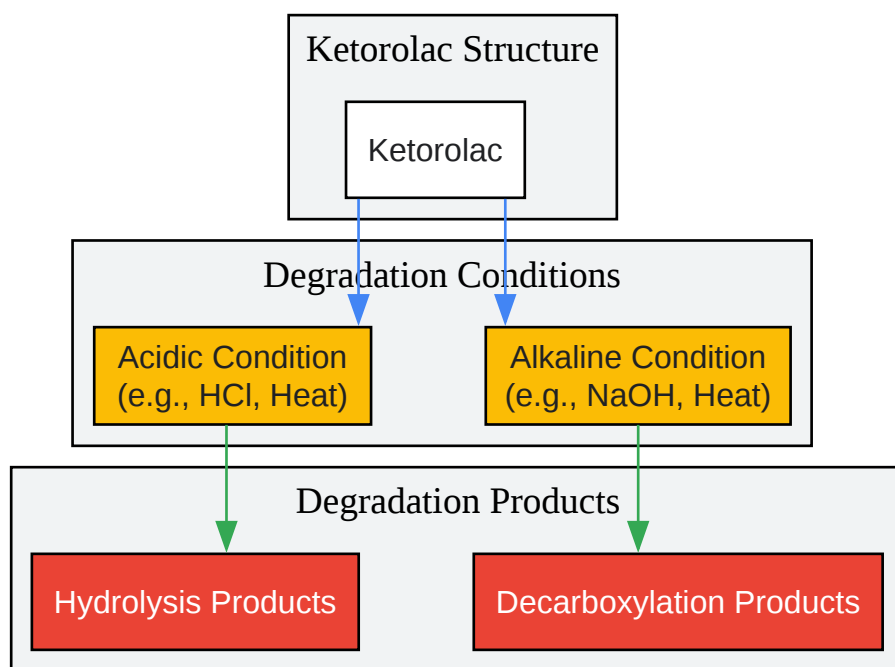 Ketorolac Structure
Ketorolac
Degradation Conditions
Acidic Condition
(e.g., HCl, Heat)
Alkaline Condition
(e.g., NaOH, Heat)
Degradation Products
Hydrolysis Products
Decarboxylation Products